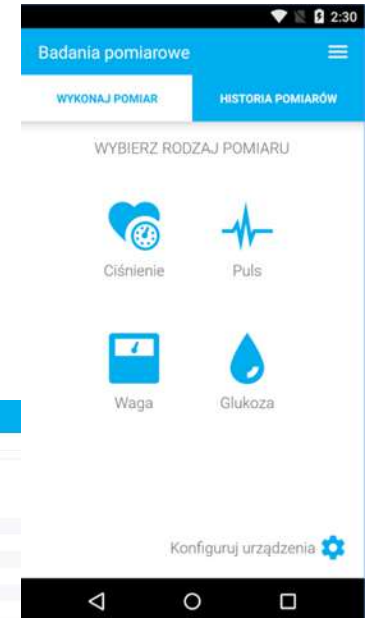 2:30
Badania pomiarowe
WYKONAJ POMIAR HISTORIA POMIARÓW
WYBIERZ RODZAJ POMIARU
Ciśnienie Puls
Waga Glukoza
Konfiguruj urządzenia